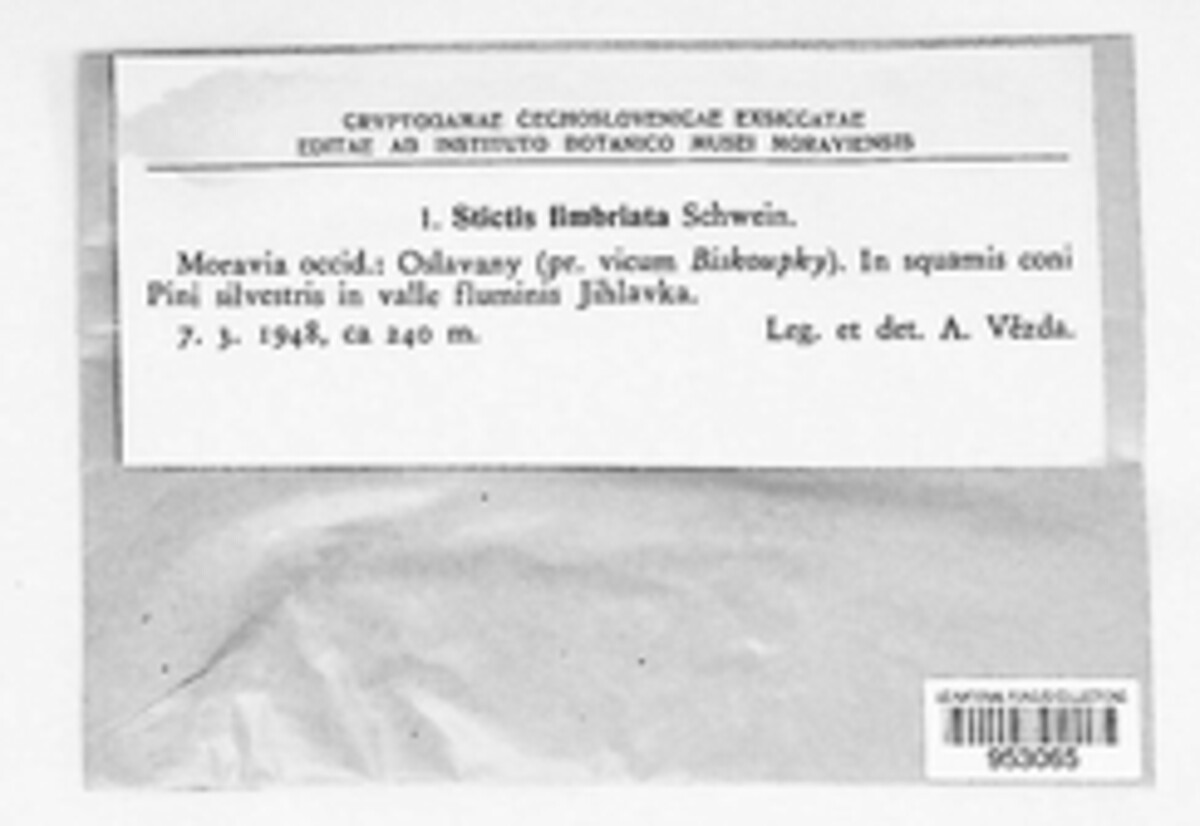 CRYPTOGAMAE ČECHOSLOVENICAE EXSICCATAE
EDITAE AB INSTITUTO BOTANICO MUSEI MORAVIENSIS
1. Stictis fimbriata Schwein.
Moravia occid.: Oslavany (pr. vicum Biskoupky). In squamis coni
Pini silvestris in valle fluminis Jihlavka.
7. 3. 1948, ca 240 m.
Leg. et det. A. Vězda.
953065